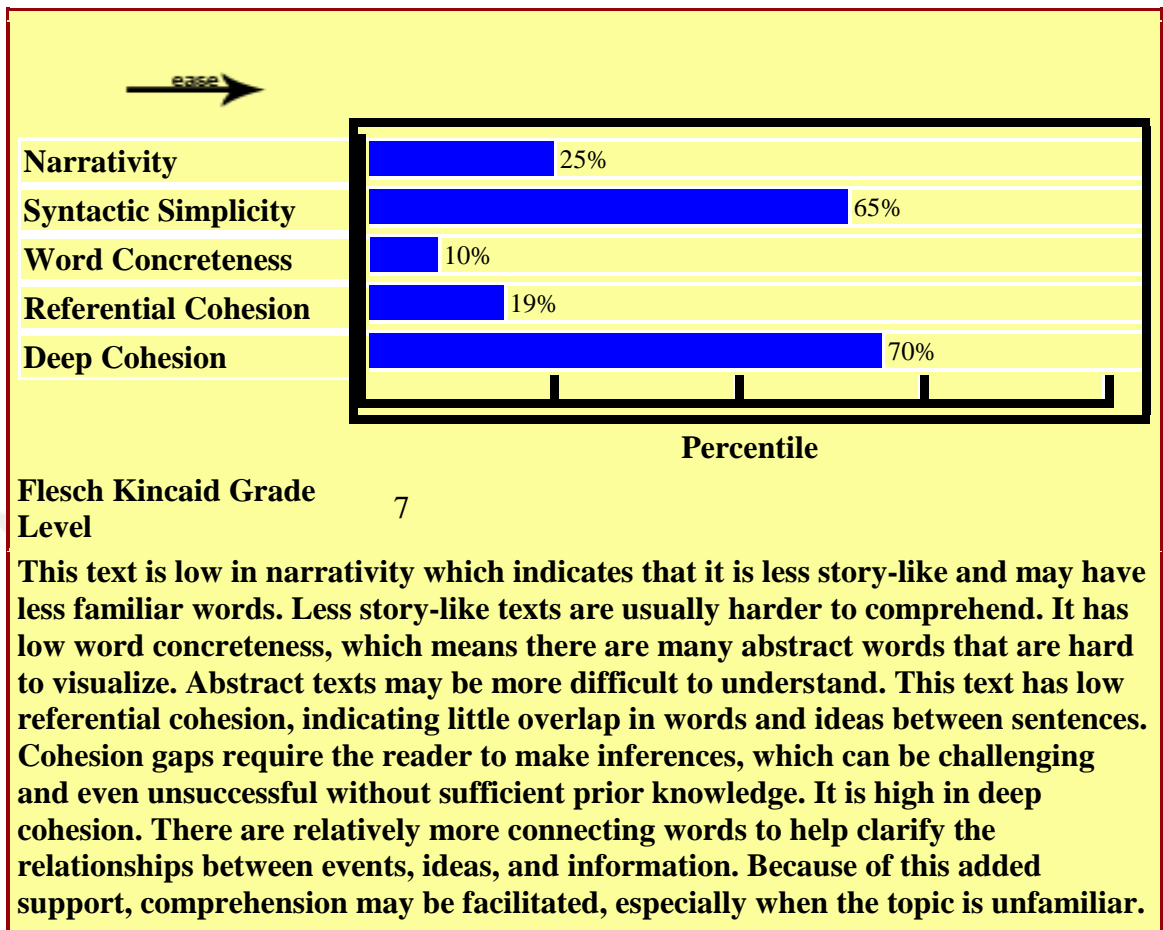 ease
Narrativity 25%
Syntactic Simplicity 65%
Word Concreteness 10%
Referential Cohesion 19%
Deep Cohesion 70%
Percentile
Flesch Kincaid Grade
Level 7
This text is low in narrativity which indicates that it is less story-like and may have
less familiar words. Less story-like texts are usually harder to comprehend. It has
low word concreteness, which means there are many abstract words that are hard
to visualize. Abstract texts may be more difficult to understand. This text has low
referential cohesion, indicating little overlap in words and ideas between sentences.
Cohesion gaps require the reader to make inferences, which can be challenging
and even unsuccessful without sufficient prior knowledge. It is high in deep
cohesion. There are relatively more connecting words to help clarify the
relationships between events, ideas, and information. Because of this added
support, comprehension may be facilitated, especially when the topic is unfamiliar.